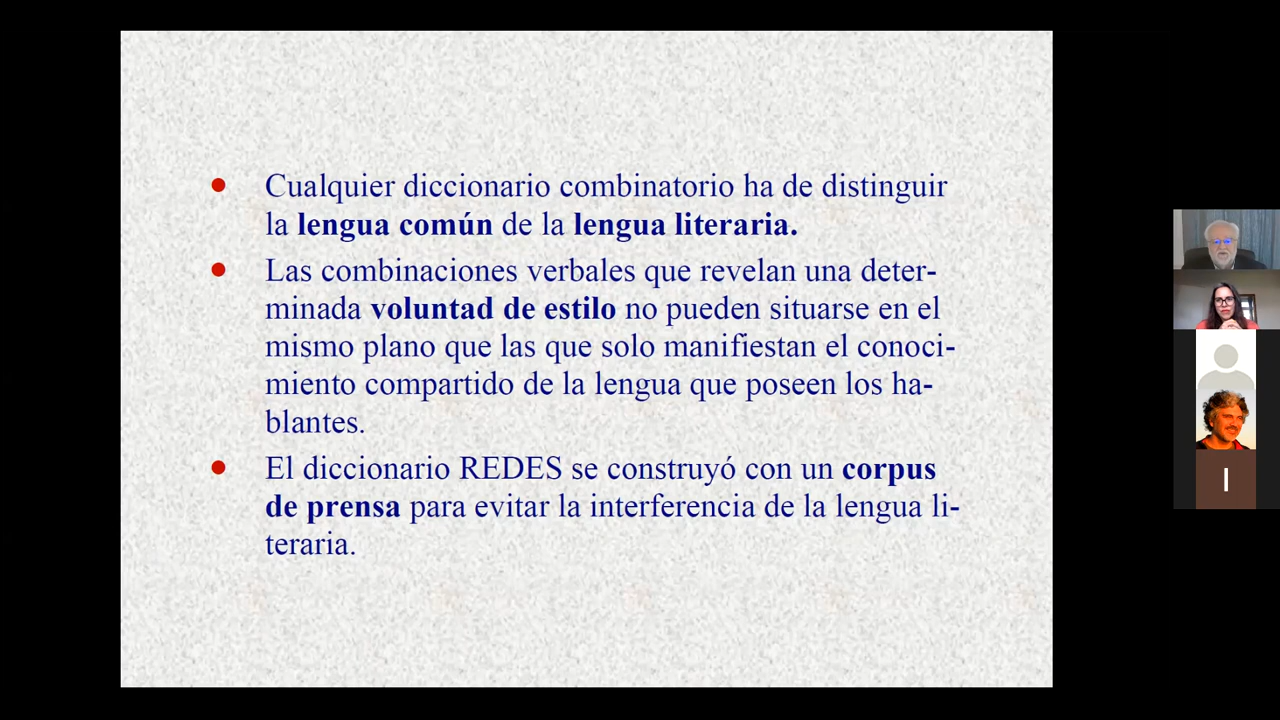 Cualquier diccionario combinatorio ha de distinguir
la lengua común de la lengua literaria.
Las combinaciones verbales que revelan una deter-
minada voluntad de estilo no pueden situarse en el
mismo plano que las que solo manifiestan el conoci-
miento compartido de la lengua que poseen los ha-
blantes.
El diccionario REDES se construyó con un corpus
de prensa para evitar la interferencia de la lengua li-
teraria.
I